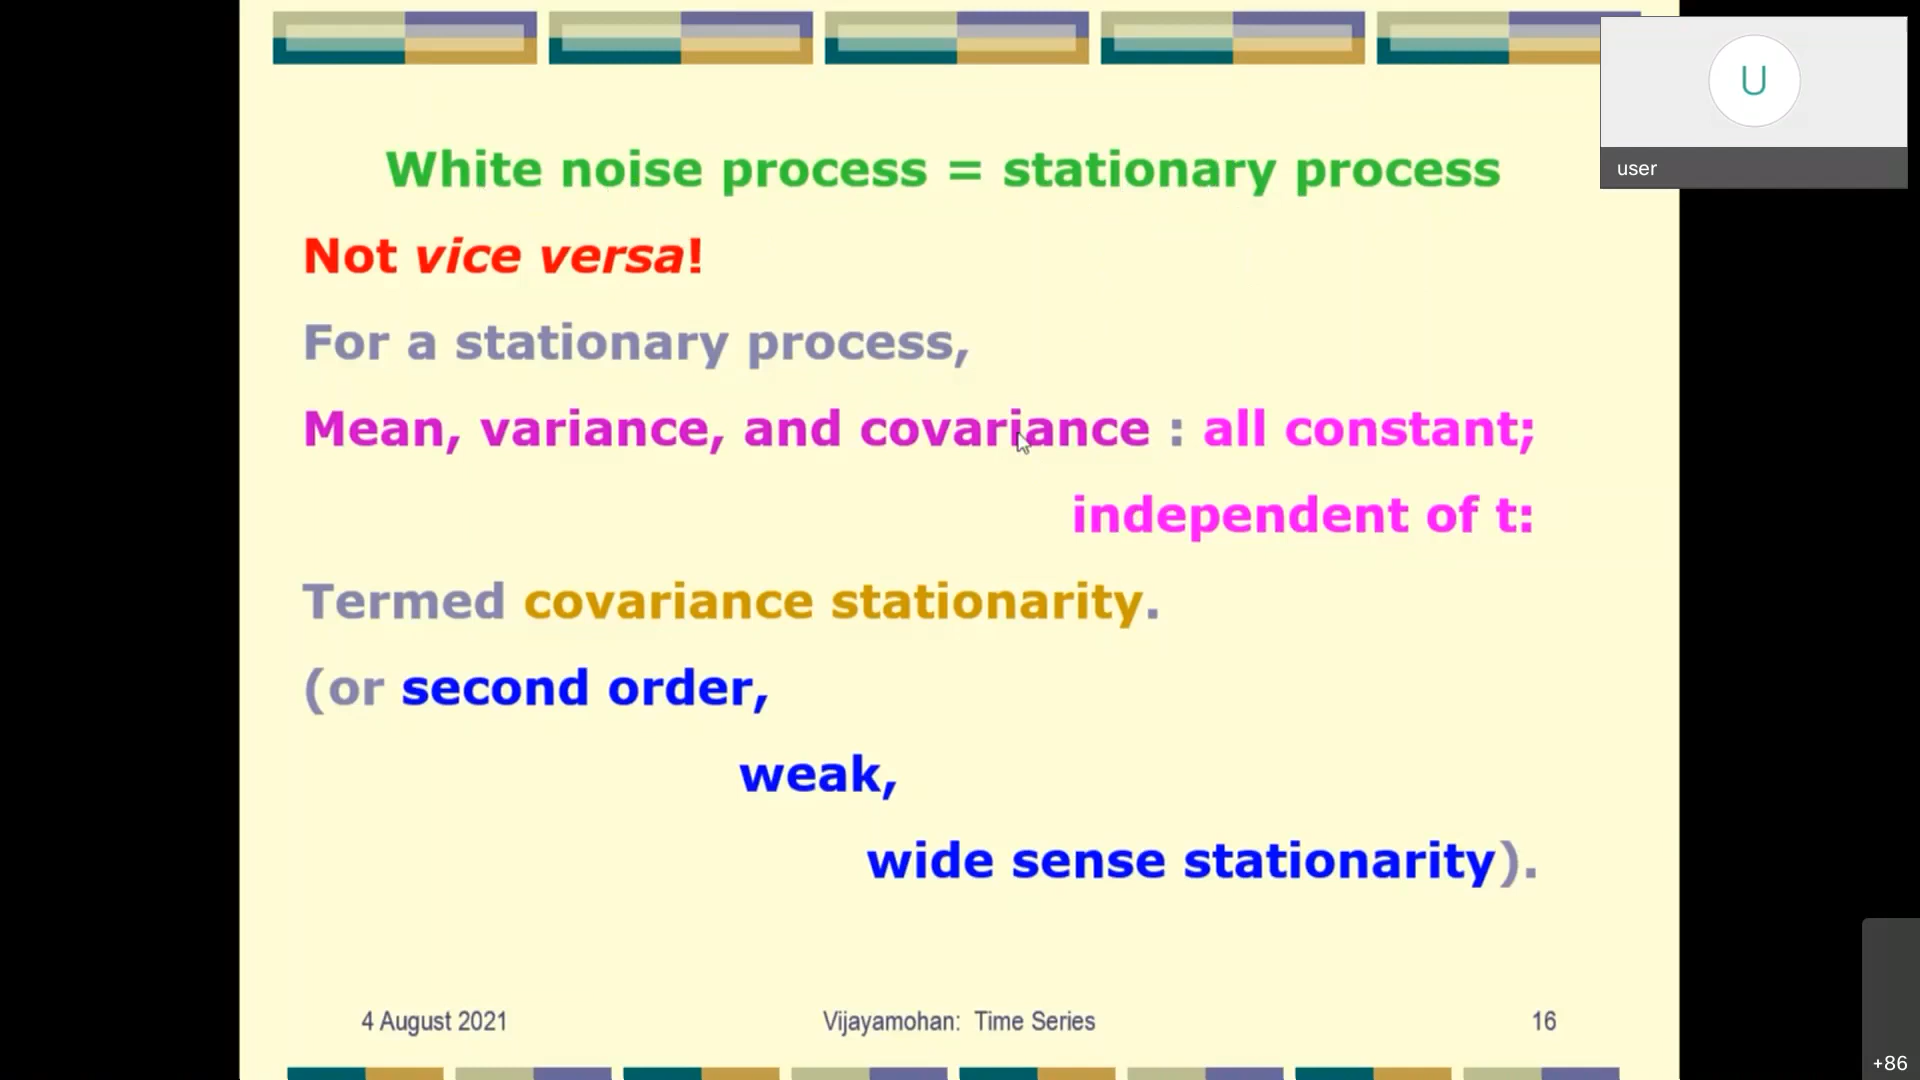 White noise process = stationary process
Not vice versa!
For a stationary process,
Mean, variance, and covariance : all constant;
independent of t:
Termed covariance stationarity.
(or second order,
weak,
wide sense stationarity).
4 August 2021 Vijayamohan: Time Series 16
U
user
+86